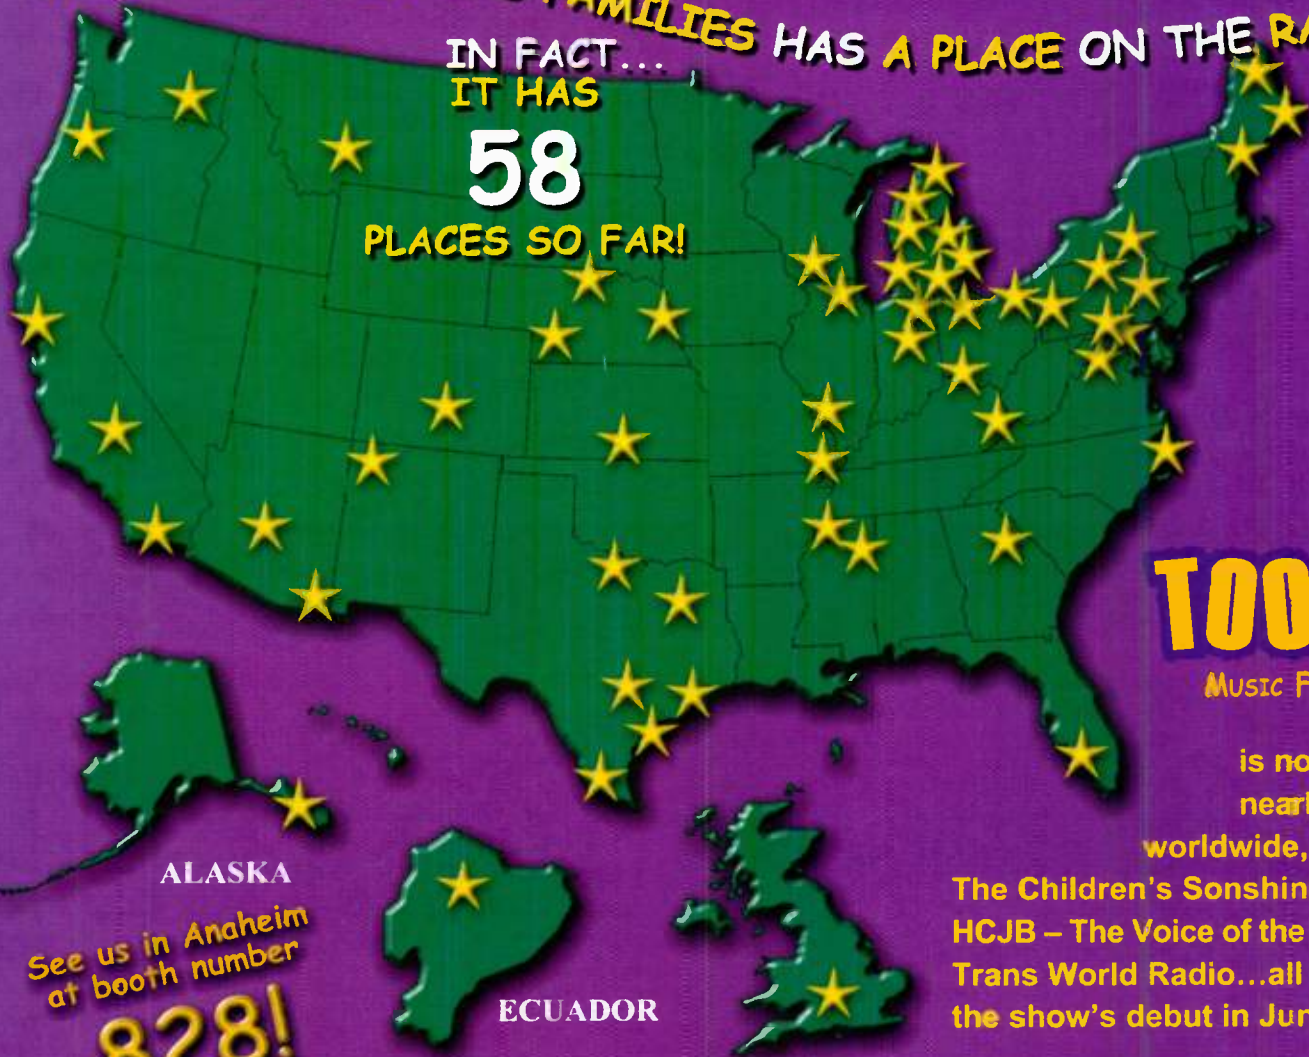 FAMILIES HAS A PLACE ON THE
IN FACT...
IT HAS
58
PLACES SO FAR!
TOO
MUSIC F
is no
near
worldwide,
The Children's Sonshin
HCJB – The Voice of the
Trans World Radio...all
the show's debut in Jun
ALASKA
See us in Anaheim
at booth number
828!
ECUADOR